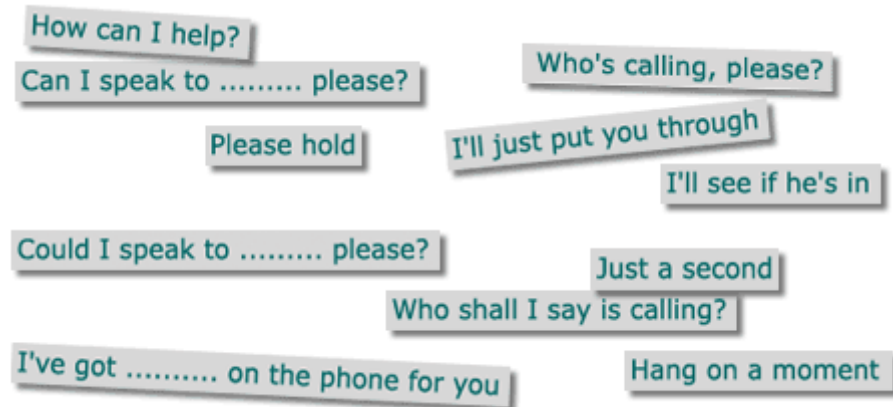 How can I help?
Can I speak to ......... please?
Who's calling, please?
Please hold
I'll just put you through
I'll see if he's in
Could I speak to ......... please?
Just a second
Who shall I say is calling?
I've got .......... on the phone for you
Hang on a moment